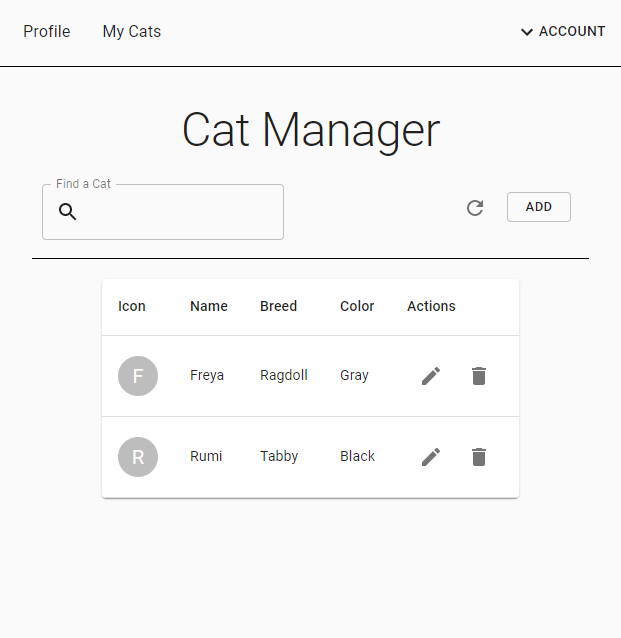 Profile My Cats ACCOUNT
Cat Manager
Find a Cat
ADD
Icon Name Breed Color Actions
F Freya Ragdoll Gray
R Rumi Tabby Black